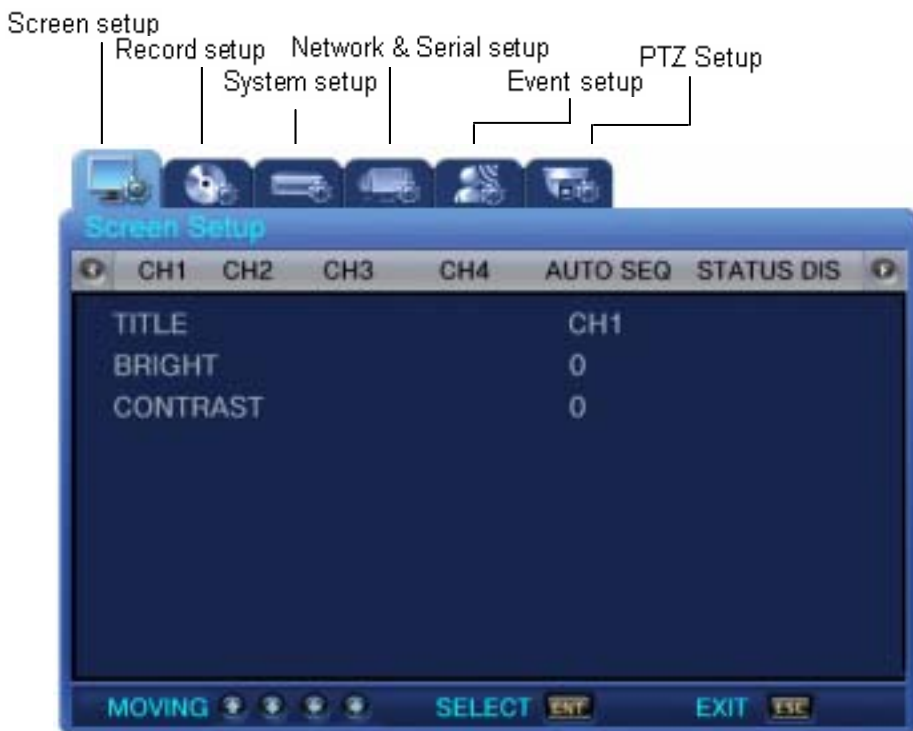 Screen setup
Record setup
Network & Serial setup
PTZ Setup
System setup
Event setup
Screen Setup
CH1 CH2 CH3 CH4 AUTO SEQ STATUS DIS
TITLE CH1
BRIGHT 0
CONTRAST 0
MOVING SELECT ENT EXIT ESC